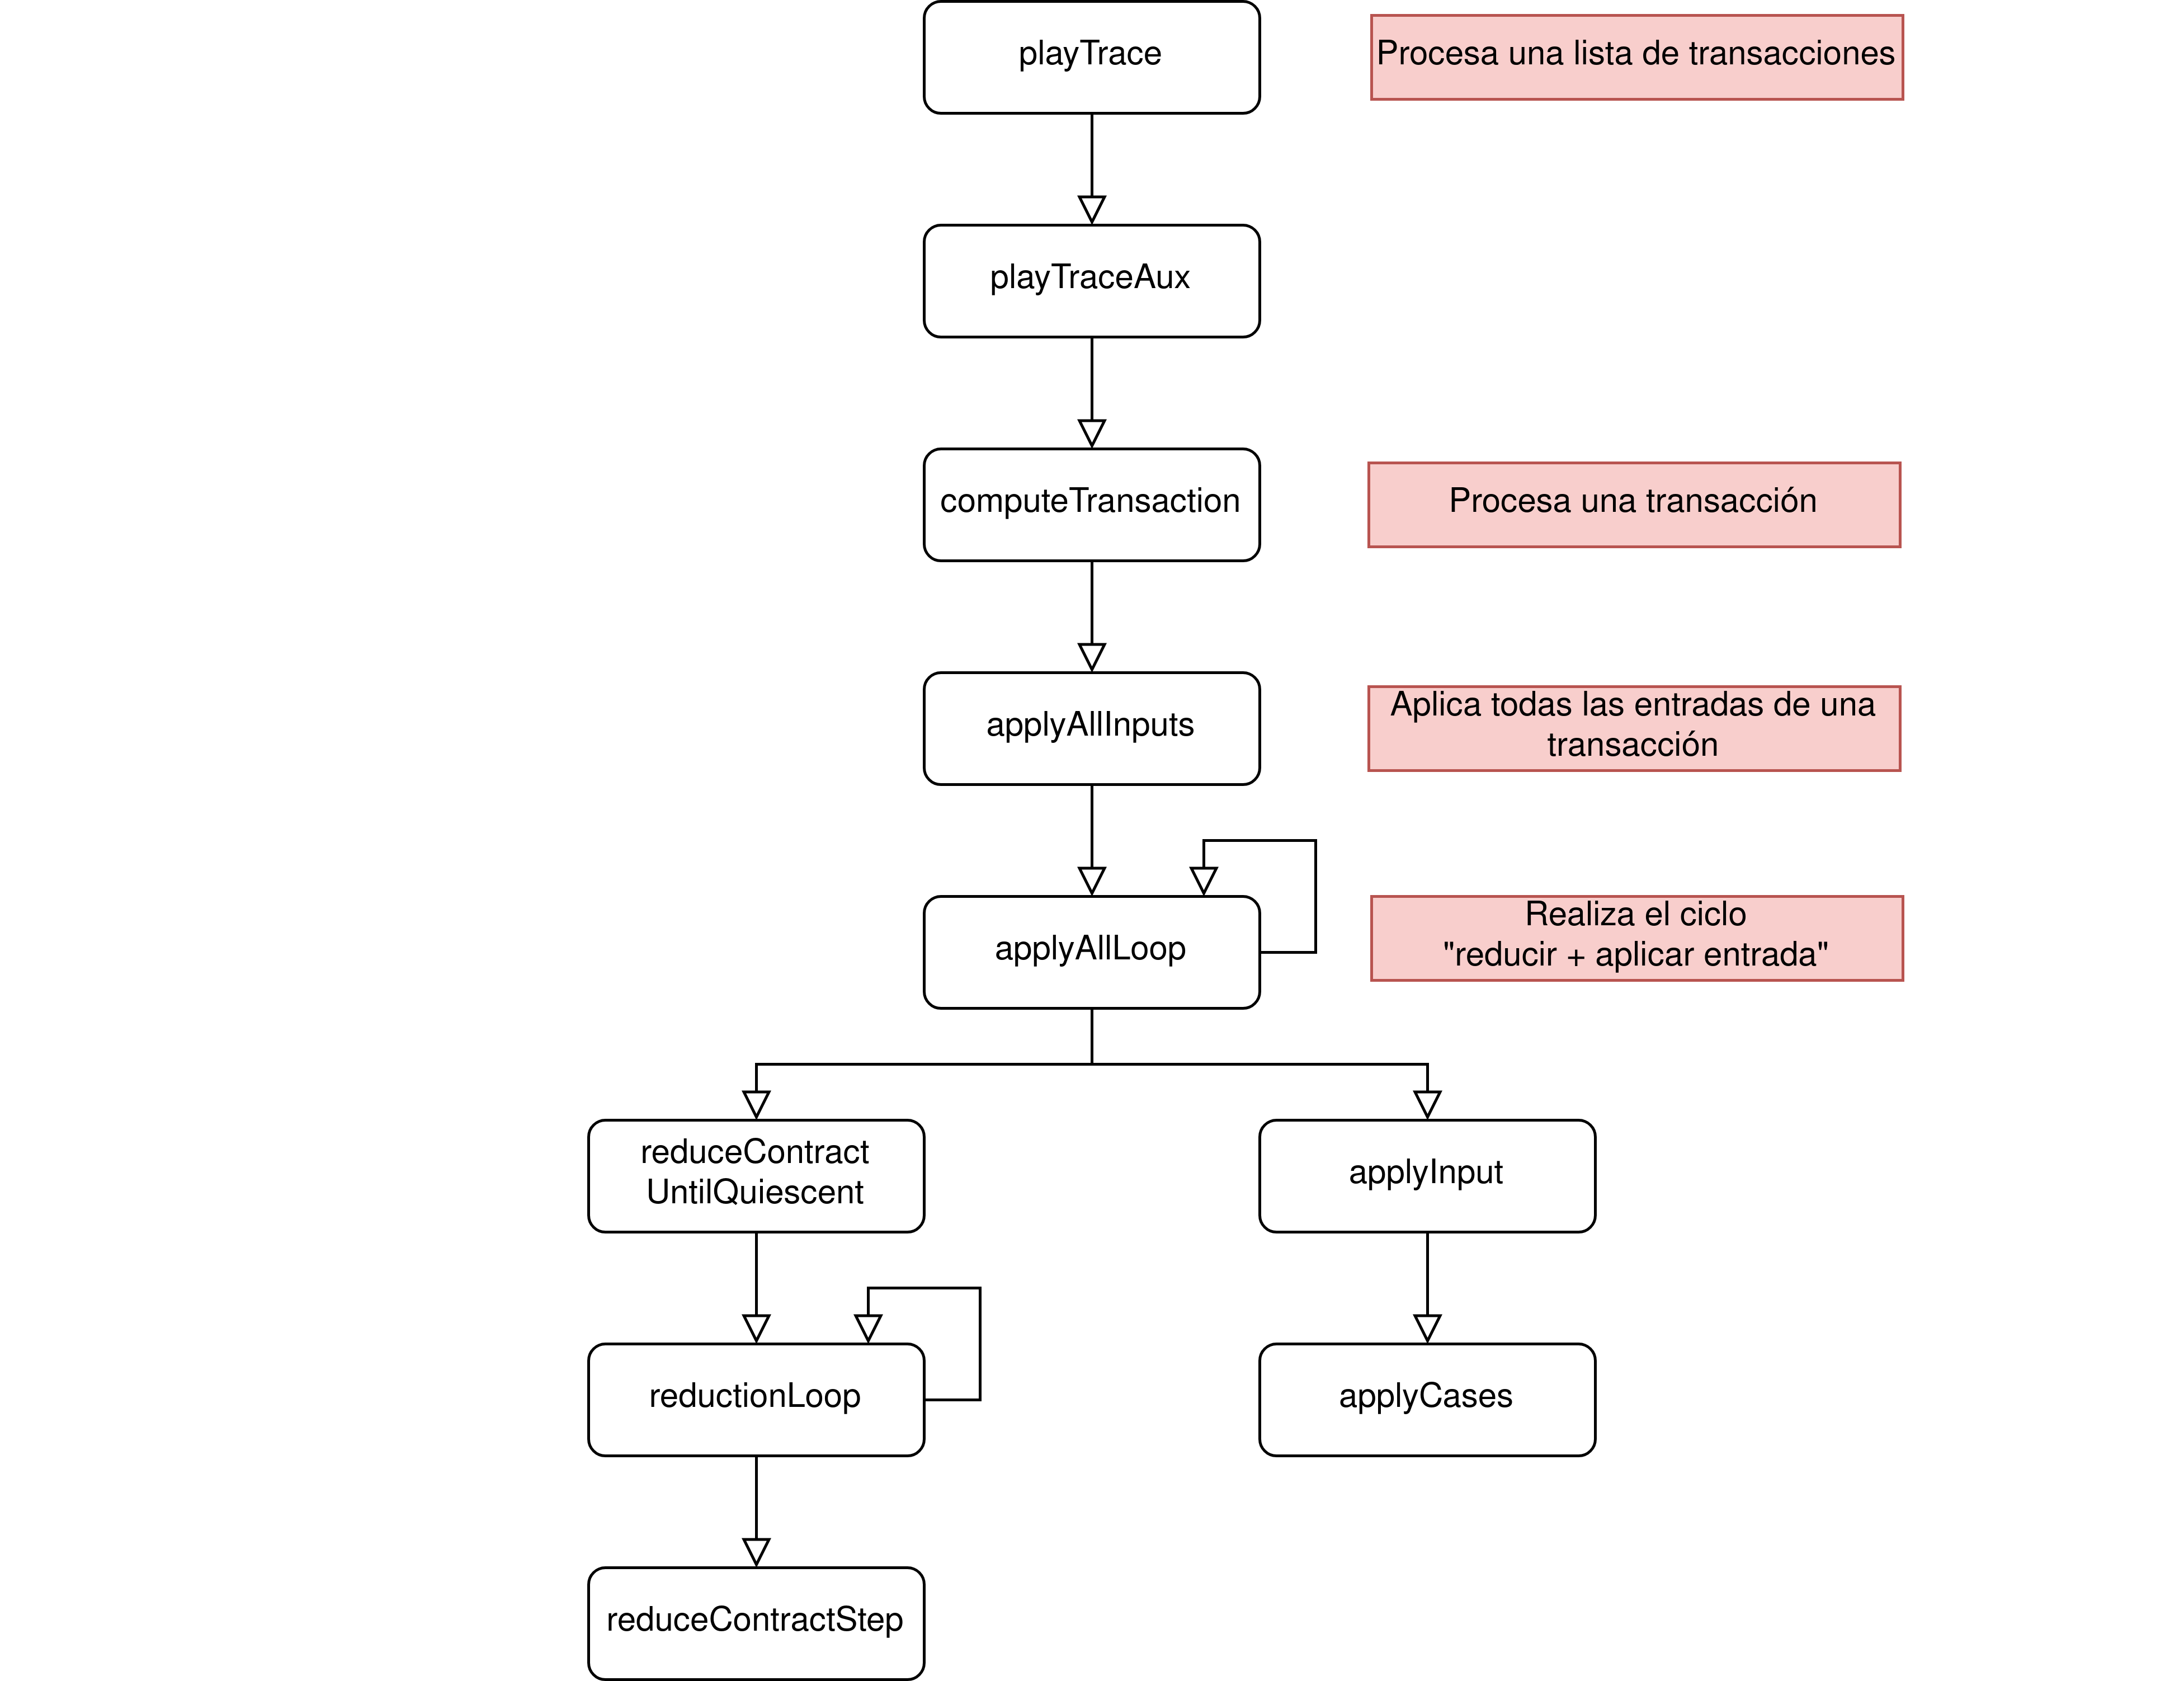 playTrace
Procesa una lista de transacciones
playTraceAux
computeTransaction
Procesa una transacción
applyAllInputs
Aplica todas las entradas de una
transacción
applyAllLoop
Realiza el ciclo
"reducir + aplicar entrada"
reduceContract
UntilQuiescent
applyInput
reductionLoop
applyCases
reduceContractStep